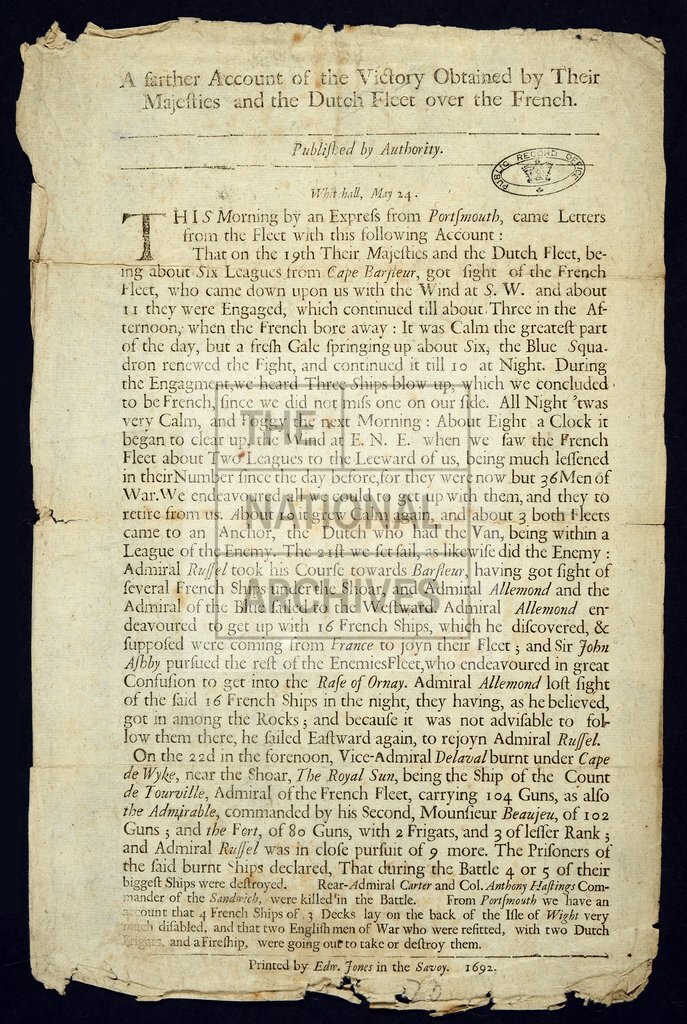 A farther Account of the Victory Obtained by Their
Majeſties and the Dutch Fleet over the French.
Publiſhed by Authority.
PUBLIC RECORD OFFICE
Whitehall, May 24.
THIS Morning by an Expreſs from Portſmouth, came Letters
from the Fleet with this following Account :
That on the 19th Their Majeſties and the Dutch Fleet, be-
ing about Six Leagues from Cape Barfleur, got ſight of the French
Fleet, who came down upon us with the Wind at S. W. and about
11 they were Engaged, which continued till about Three in the Af-
ternoon, when the French bore away : It was Calm the greateſt part
of the day, but a freſh Gale ſpringing up about Six, the Blue Squa-
dron renewed the Fight, and continued it till 10 at Night. During
the Engagment, we heard Three Ships blow up, which we concluded
to be French, ſince we did not miſs one on our ſide. All Night 'twas
very Calm, and Foggy the next Morning : About Eight a Clock it
began to clear up, the Wind at E. N. E. when we ſaw the French
Fleet about Two Leagues to the Leeward of us, being much leſſened
in their Number ſince the day before, for they were now but 36 Men of
War. We endeavoured all we could to get up with them, and they to
retire from us. About 10 it grew Calm again, and about 3 both Fleets
came to an Anchor, the Dutch who had the Van, being within a
League of the Enemy. The 21ſt we ſet ſail, as likewiſe did the Enemy :
Admiral Ruſſel took his Courſe towards Barfleur, having got ſight of
ſeveral French Ships under the Shoar, and Admiral Allemond and the
Admiral of the Blue ſailed to the Weſtward. Admiral Allemond en-
deavoured to get up with 16 French Ships, which he diſcovered, &
ſuppoſed were coming from France to joyn their Fleet ; and Sir John
Aſhby purſued the reſt of the Enemies Fleet, who endeavoured in great
Confuſion to get into the Raſe of Ornay. Admiral Allemond loſt ſight
of the ſaid 16 French Ships in the night, they having, as he believed,
got in among the Rocks ; and becauſe it was not adviſable to fol-
low them there, he ſailed Eaſtward again, to rejoyn Admiral Ruſſel.
On the 22d in the forenoon, Vice-Admiral Delaval burnt under Cape
de Wyke, near the Shoar, The Royal Sun, being the Ship of the Count
de Tourville, Admiral of the French Fleet, carrying 104 Guns, as alſo
the Admirable, commanded by his Second, Mounſieur Beaujeu, of 102
Guns ; and the Fort, of 80 Guns, with 2 Frigats, and 3 of leſſer Rank ;
and Admiral Ruſſel was in cloſe purſuit of 9 more. The Priſoners of
the ſaid burnt Ships declared, That during the Battle 4 or 5 of their
biggeſt Ships were deſtroyed. Rear-Admiral Carter and Col. Anthony Haſtings Com-
mander of the Sandwich, were killed in the Battle. From Portſmouth we have an
account that 4 French Ships of 3 Decks lay on the back of the Iſle of Wight very
much diſabled, and that two Engliſh men of War who were refitted, with two Dutch
Frigats, and a Fireſhip, were going out to take or deſtroy them.
Printed by Edw. Jones in the Savoy. 1692.
THE
NATIONAL
ARCHIVES